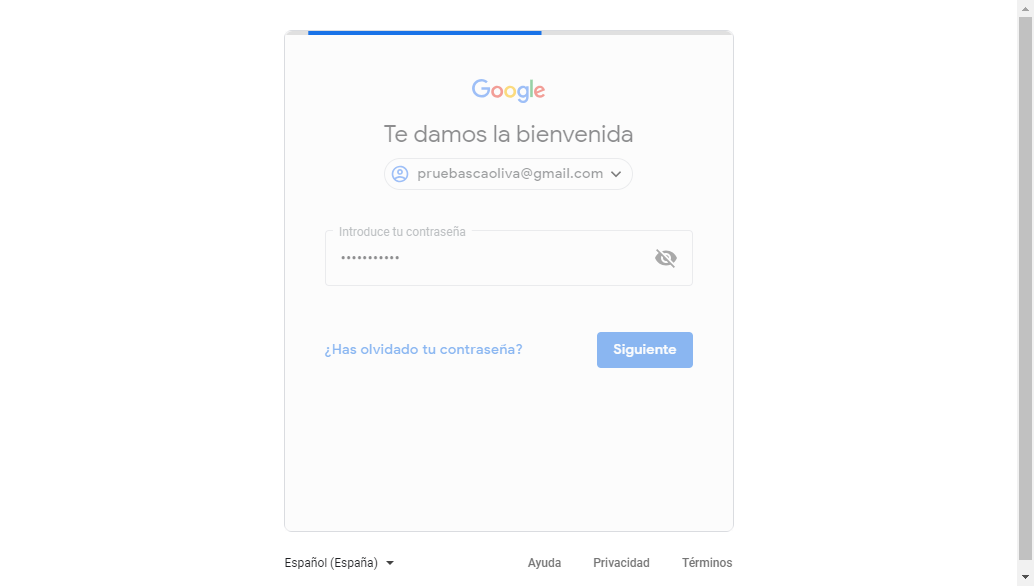 Google
Te damos la bienvenida
pruebascaoliva@gmail.com
Introduce tu contraseña
•••••••••••
¿Has olvidado tu contraseña?
Siguiente
Español (España)
Ayuda
Privacidad
Términos